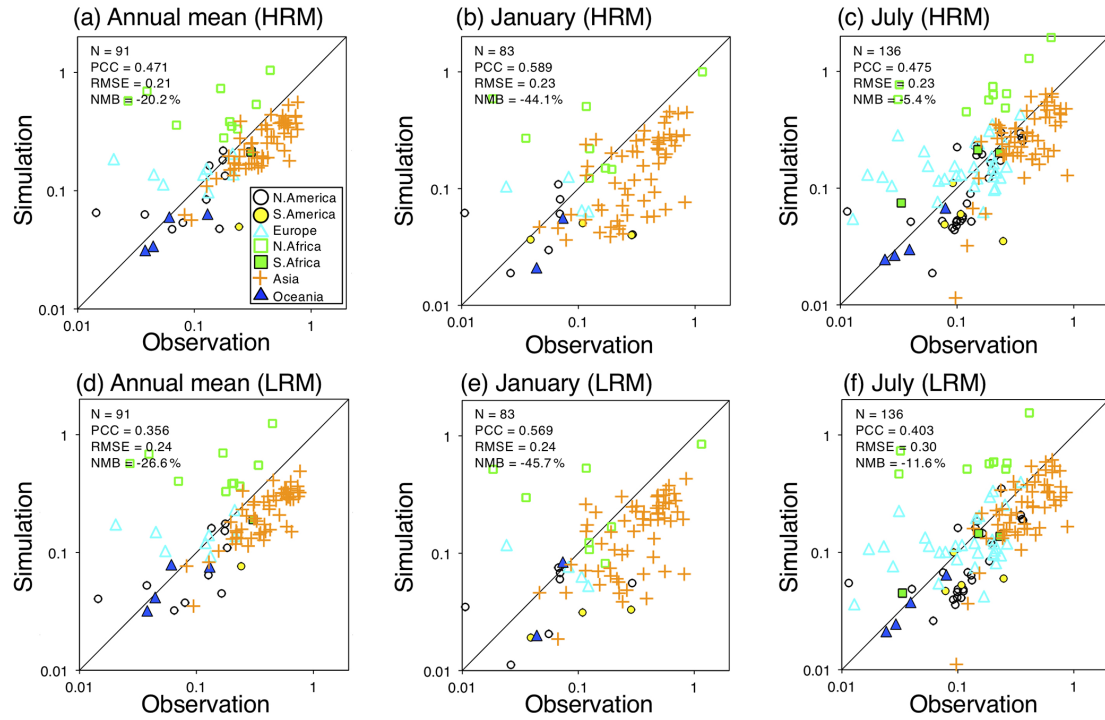 (a) Annual mean (HRM)
N = 91
PCC = 0.471
RMSE = 0.21
NMB = -20.2%
1
0.1
0.01
Simulation
N.America
S.America
Europe
N.Africa
S.Africa
Asia
Oceania
0.01
0.1
1
Observation
(b) January (HRM)
N = 83
PCC = 0.589
RMSE = 0.23
NMB = -44.1%
1
0.1
0.01
Simulation
0.01
0.1
1
Observation
(c) July (HRM)
N = 136
PCC = 0.475
RMSE = 0.23
NMB = -5.4%
1
0.1
0.01
Simulation
0.01
0.1
1
Observation
(d) Annual mean (LRM)
N = 91
PCC = 0.356
RMSE = 0.24
NMB = -26.6%
1
0.1
0.01
Simulation
0.01
0.1
1
Observation
(e) January (LRM)
N = 83
PCC = 0.569
RMSE = 0.24
NMB = -45.7%
1
0.1
0.01
Simulation
0.01
0.1
1
Observation
(f) July (LRM)
N = 136
PCC = 0.403
RMSE = 0.30
NMB = -11.6%
1
0.1
0.01
Simulation
0.01
0.1
1
Observation